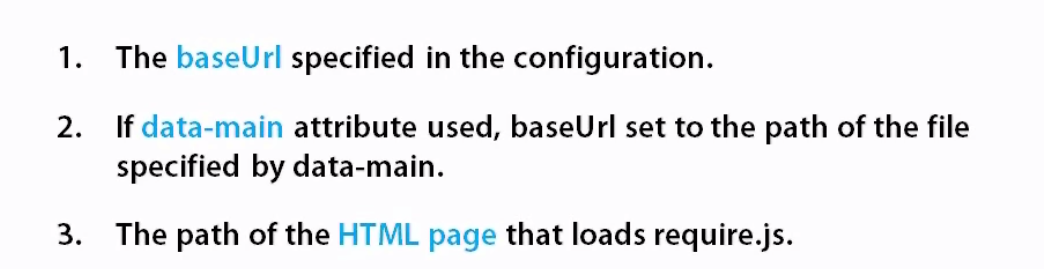 1. The baseUrl specified in the configuration.
2. If data-main attribute used, baseUrl set to the path of the file
specified by data-main.
3. The path of the HTML page that loads require.js.